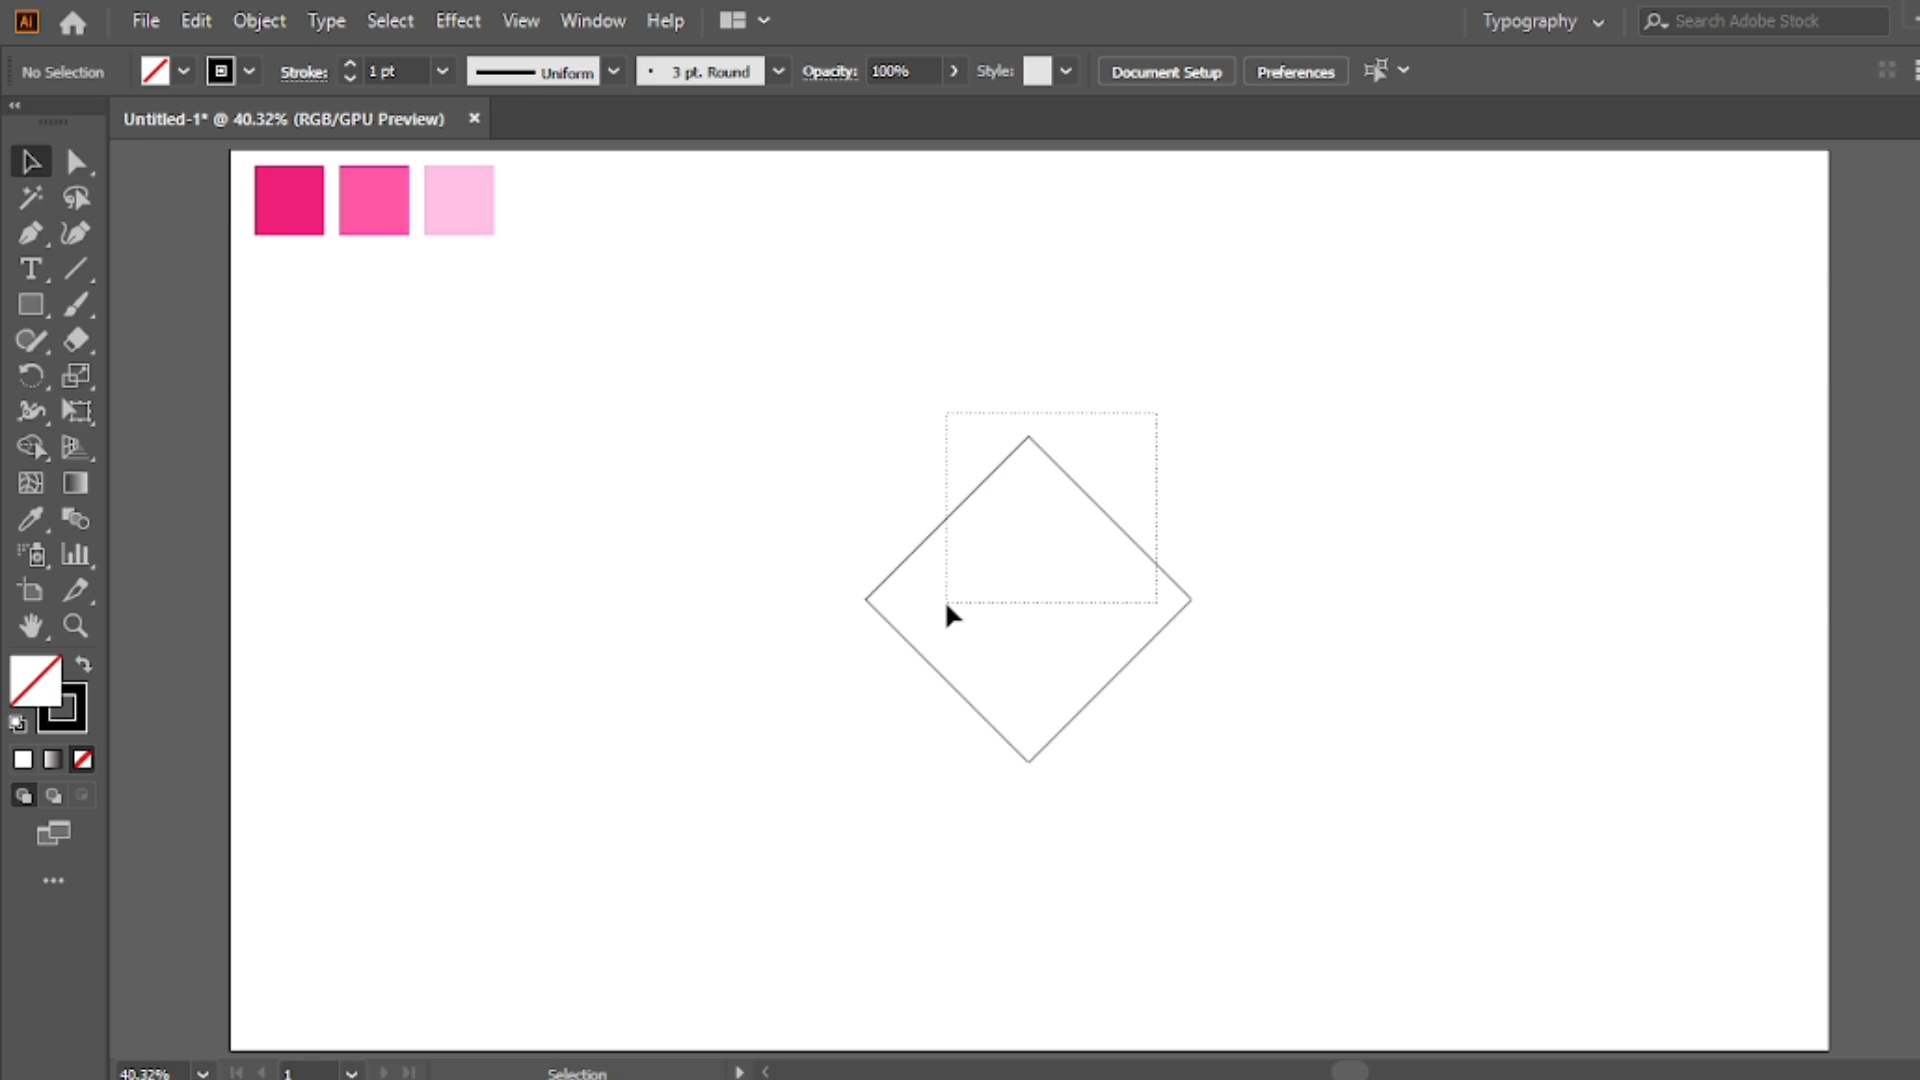 Ai File Edit Object Type Select Effect View Window Help Typography Search Adobe Stock
No Selection Stroke: 1 pt Uniform 3 pt. Round Opacity: 100% Style: Document Setup Preferences
Untitled-1* @ 40.32% (RGB/GPU Preview) ×
40.32% 1 Selection